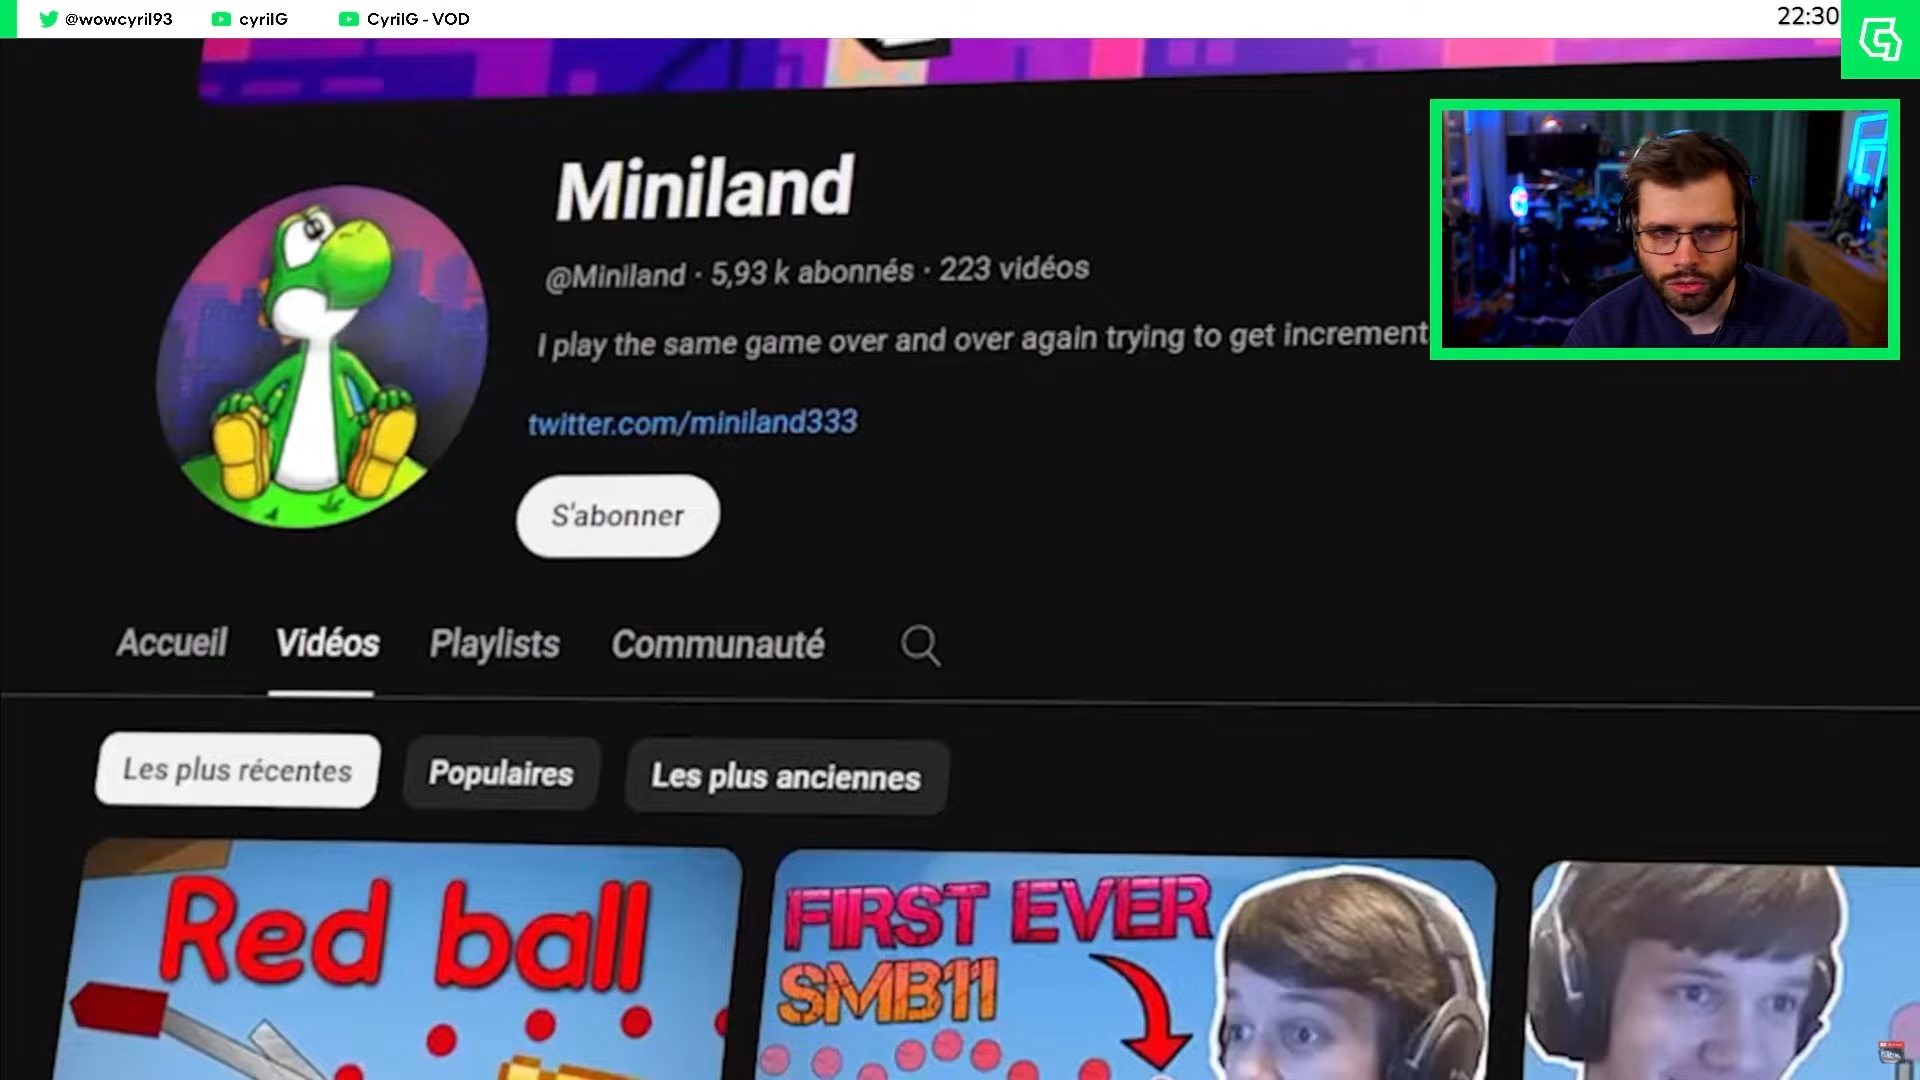 @wowcyril93 cyrilG CyrilG - VOD 22:30
Miniland
@Miniland · 5,93 k abonnés · 223 vidéos
I play the same game over and over again trying to get increment
twitter.com/miniland333
S'abonner
Accueil Vidéos Playlists Communauté
Les plus récentes Populaires Les plus anciennes
Red ball
FIRST EVER
SMB11